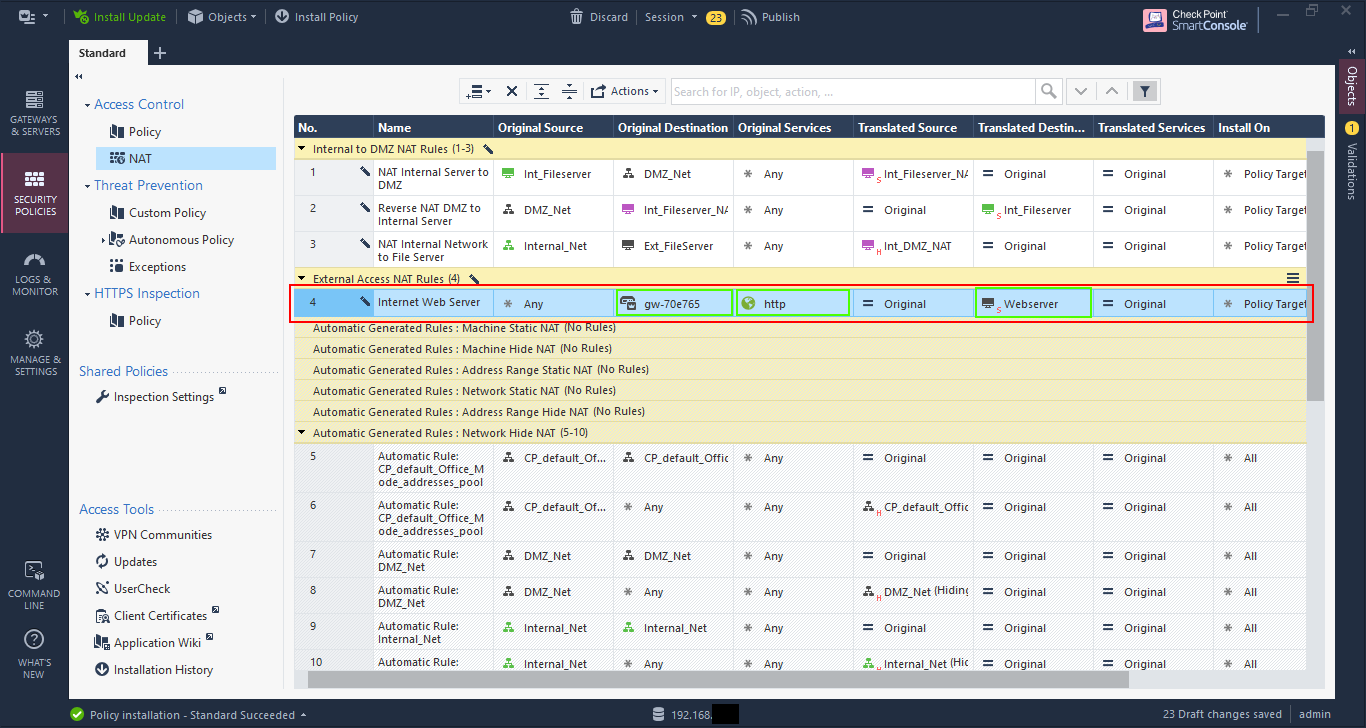 Install Update
Objects
Install Policy
Discard
Session
23
Publish
Check Point
SmartConsole
Standard
GATEWAYS
& SERVERS
SECURITY
POLICIES
LOGS &
MONITOR
MANAGE &
SETTINGS
COMMAND
LINE
WHAT'S
NEW
Access Control
Policy
NAT
Threat Prevention
Custom Policy
Autonomous Policy
Exceptions
HTTPS Inspection
Policy
Shared Policies
Inspection Settings
Access Tools
VPN Communities
Updates
UserCheck
Client Certificates
Application Wiki
Installation History
Actions
Search for IP, object, action, ...
No. Name Original Source Original Destination Original Services Translated Source Translated Destin... Translated Services Install On
Internal to DMZ NAT Rules (1-3)
1 NAT Internal Server to DMZ Int_Fileserver DMZ_Net * Any S Int_Fileserver_NA = Original = Original * Policy Target
2 Reverse NAT DMZ to Internal Server DMZ_Net Int_Fileserver_NA * Any = Original S Int_Fileserver = Original * Policy Target
3 NAT Internal Network to File Server Internal_Net Ext_FileServer * Any H Int_DMZ_NAT = Original = Original * Policy Target
External Access NAT Rules (4)
4 Internet Web Server * Any gw-70e765 http = Original S Webserver = Original * Policy Target
Automatic Generated Rules : Machine Static NAT (No Rules)
Automatic Generated Rules : Machine Hide NAT (No Rules)
Automatic Generated Rules : Address Range Static NAT (No Rules)
Automatic Generated Rules : Network Static NAT (No Rules)
Automatic Generated Rules : Address Range Hide NAT (No Rules)
Automatic Generated Rules : Network Hide NAT (5-10)
5 Automatic Rule: CP_default_Office_Mode_addresses_pool CP_default_Of... CP_default_Offic * Any = Original = Original = Original * All
6 Automatic Rule: CP_default_Office_Mode_addresses_pool CP_default_Of... * Any * Any H CP_default_Offic = Original = Original * All
7 Automatic Rule: DMZ_Net DMZ_Net DMZ_Net * Any = Original = Original = Original * All
8 Automatic Rule: DMZ_Net DMZ_Net * Any * Any H DMZ_Net (Hiding = Original = Original * All
9 Automatic Rule: Internal_Net Internal_Net Internal_Net * Any = Original = Original = Original * All
10 Automatic Rule: Internal_Net * Any * Any H Internal_Net (Hid = Original = Original * All
Objects
1
Validations
Policy installation - Standard Succeeded
192.168.
23 Draft changes saved
admin